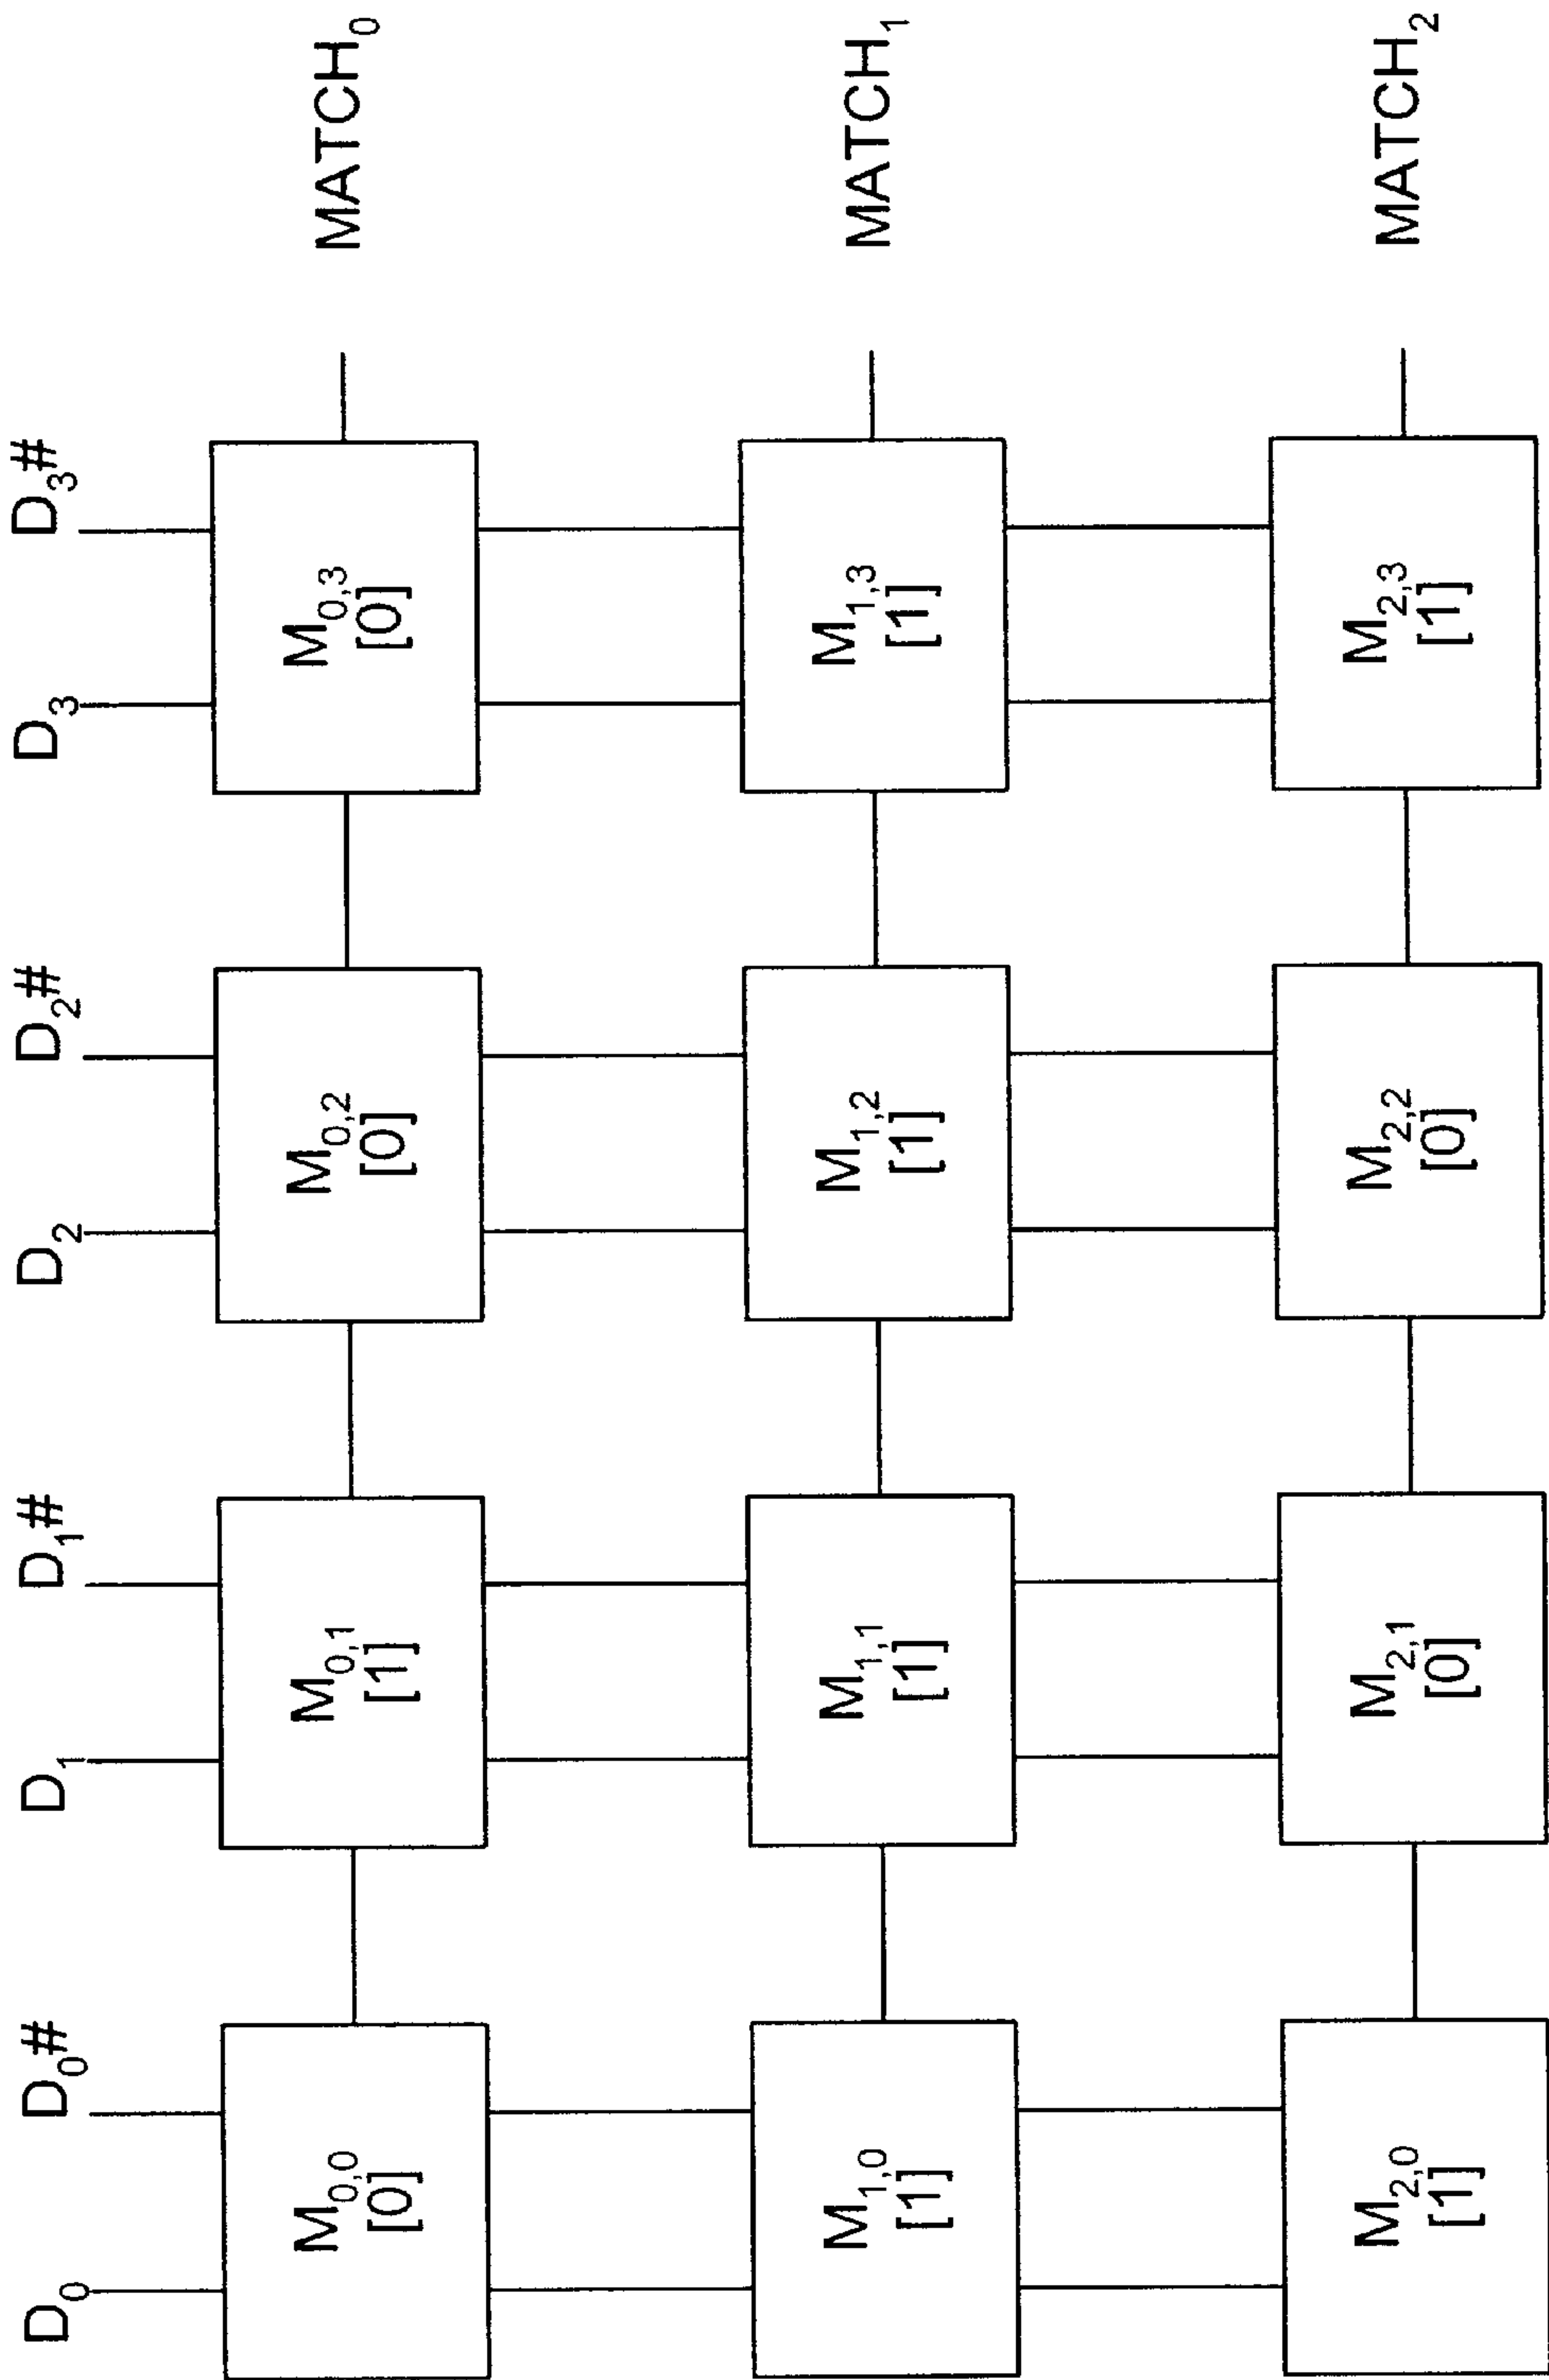 D0 D0# D1 D1# D2 D2# D3 D3#
M0,0 M0,1 M0,2 M0,3 MATCH0
[0] [1] [0] [0]
M1,0 M1,1 M1,2 M1,3 MATCH1
[1] [1] [1] [1]
M2,0 M2,1 M2,2 M2,3 MATCH2
[1] [0] [0] [1]